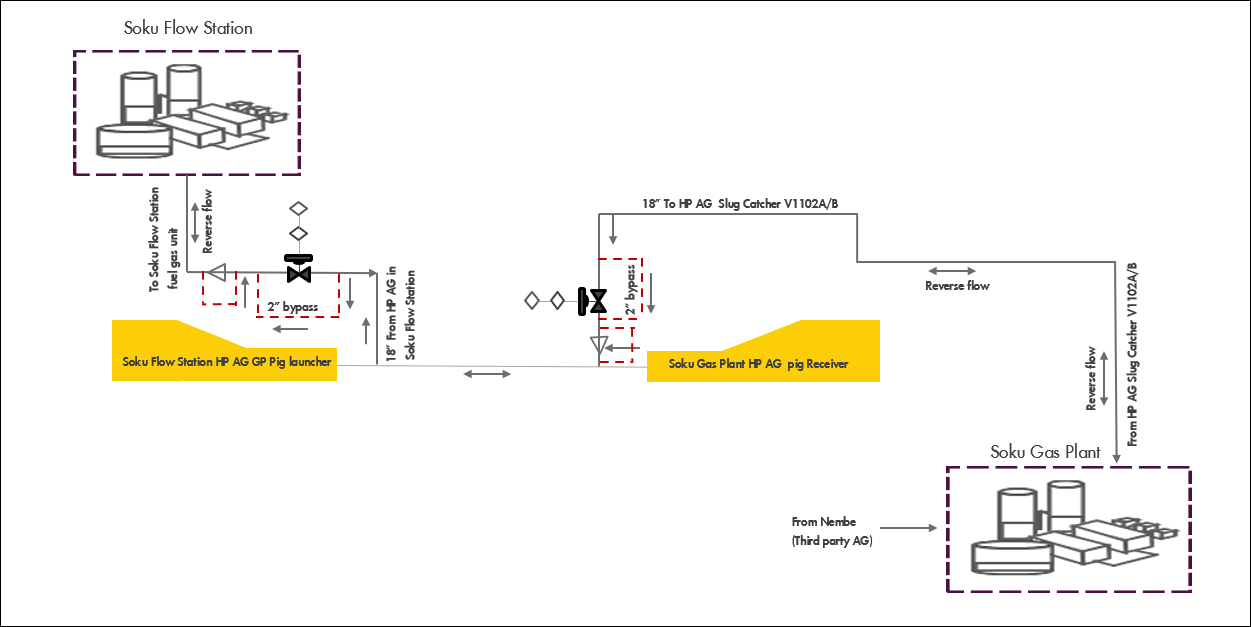 Soku Flow Station
To Soku Flow Station
fuel gas unit
Reverse flow
2" bypass
18" From HP AG in
Soku Flow Station
Soku Flow Station HP AG GP Pig launcher
18" To HP AG Slug Catcher V1102A/B
2" bypass
Soku Gas Plant HP AG pig Receiver
Reverse flow
Reverse flow
From HP AG Slug Catcher V1102A/B
Soku Gas Plant
From Nembe
(Third party AG)